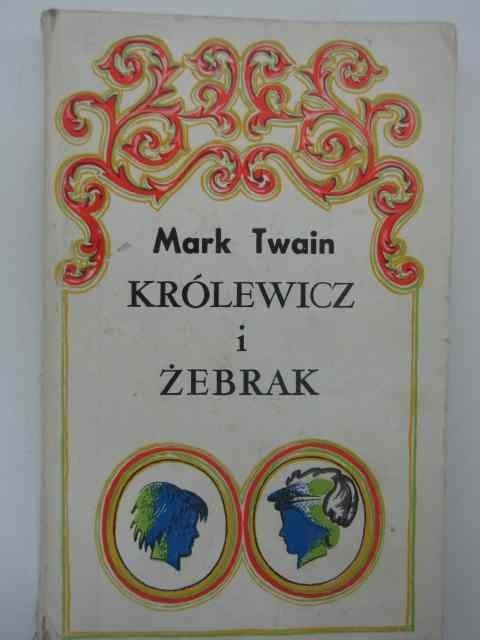 Mark Twain
KRÓLEWICZ
i
ŻEBRAK